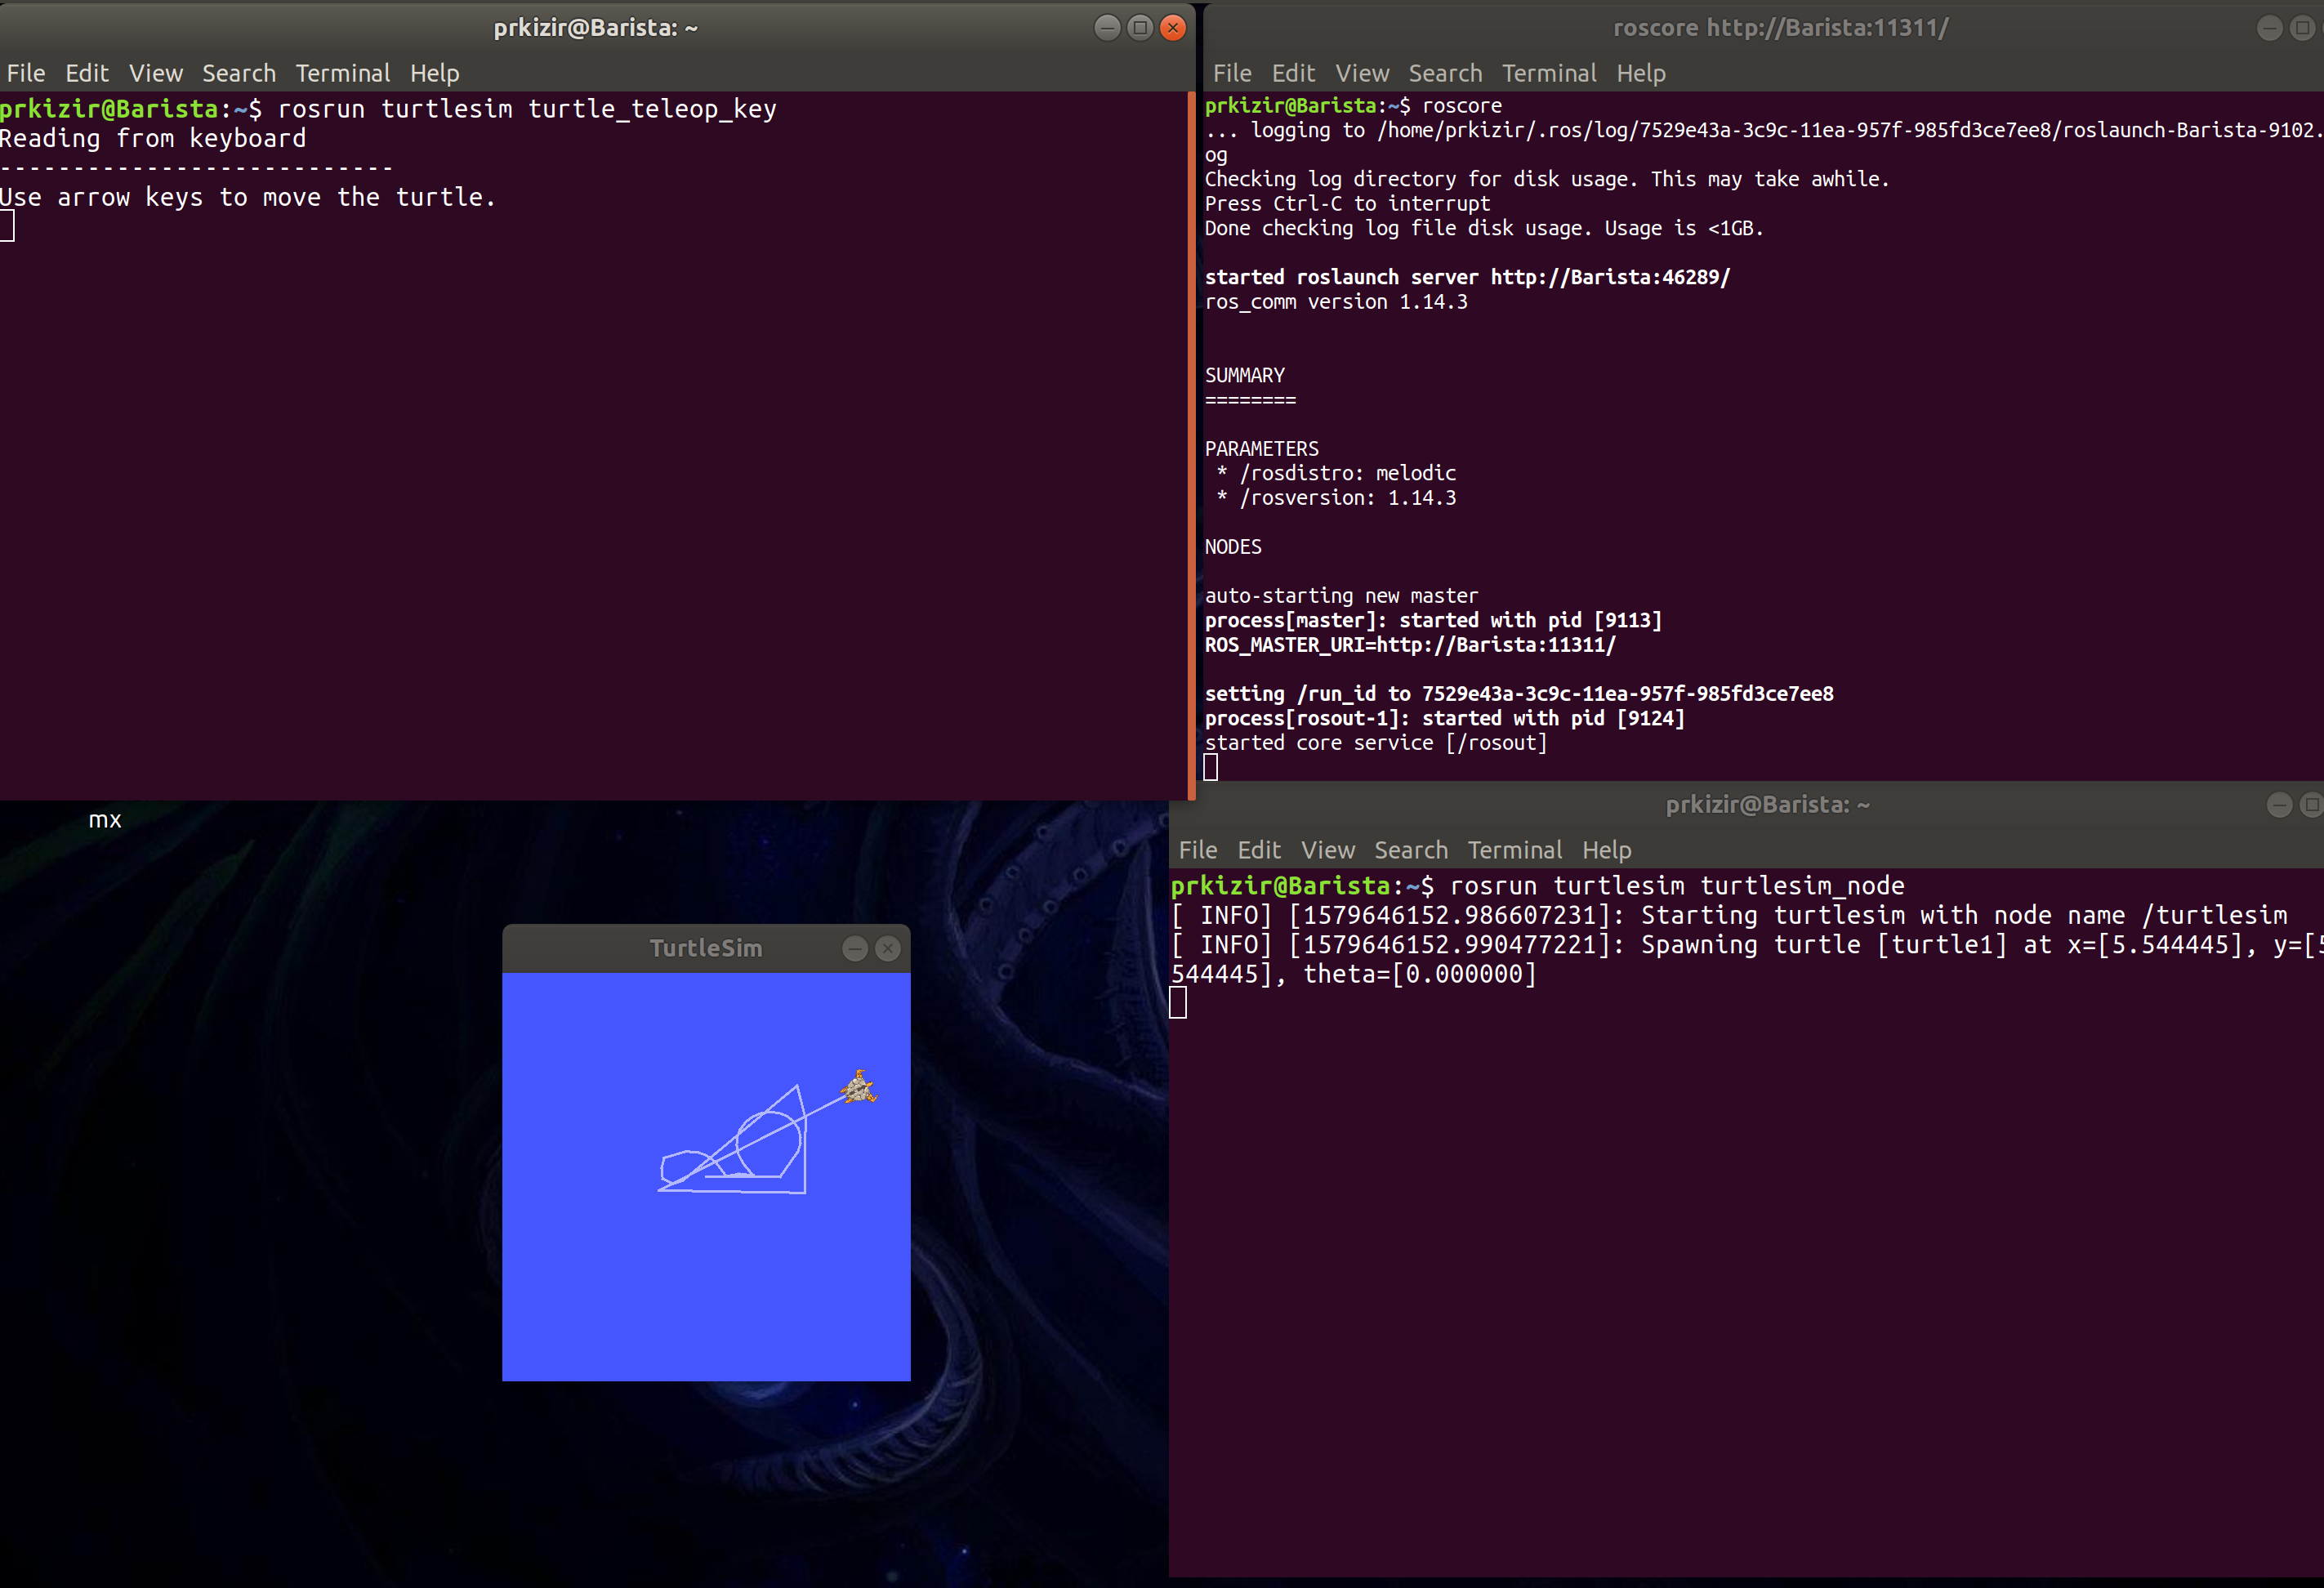 prkizir@Barista: ~
File Edit View Search Terminal Help
prkizir@Barista:~$ rosrun turtlesim turtle_teleop_key
Reading from keyboard
---------------------------
Use arrow keys to move the turtle.
roscore http://Barista:11311/
File Edit View Search Terminal Help
prkizir@Barista:~$ roscore
... logging to /home/prkizir/.ros/log/7529e43a-3c9c-11ea-957f-985fd3ce7ee8/roslaunch-Barista-9102.
og
Checking log directory for disk usage. This may take awhile.
Press Ctrl-C to interrupt
Done checking log file disk usage. Usage is <1GB.
started roslaunch server http://Barista:46289/
ros_comm version 1.14.3
SUMMARY
========
PARAMETERS
* /rosdistro: melodic
* /rosversion: 1.14.3
NODES
auto-starting new master
process[master]: started with pid [9113]
ROS_MASTER_URI=http://Barista:11311/
setting /run_id to 7529e43a-3c9c-11ea-957f-985fd3ce7ee8
process[rosout-1]: started with pid [9124]
started core service [/rosout]
mx
TurtleSim
prkizir@Barista: ~
File Edit View Search Terminal Help
prkizir@Barista:~$ rosrun turtlesim turtlesim_node
[ INFO] [1579646152.986607231]: Starting turtlesim with node name /turtlesim
[ INFO] [1579646152.990477221]: Spawning turtle [turtle1] at x=[5.544445], y=[5
544445], theta=[0.000000]